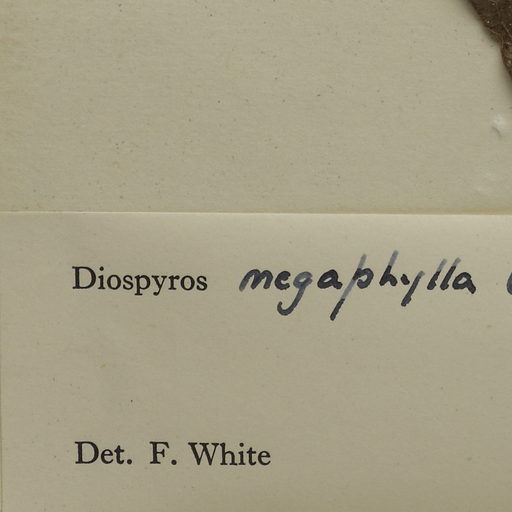 Diospyros megaphylla
Det. F. White